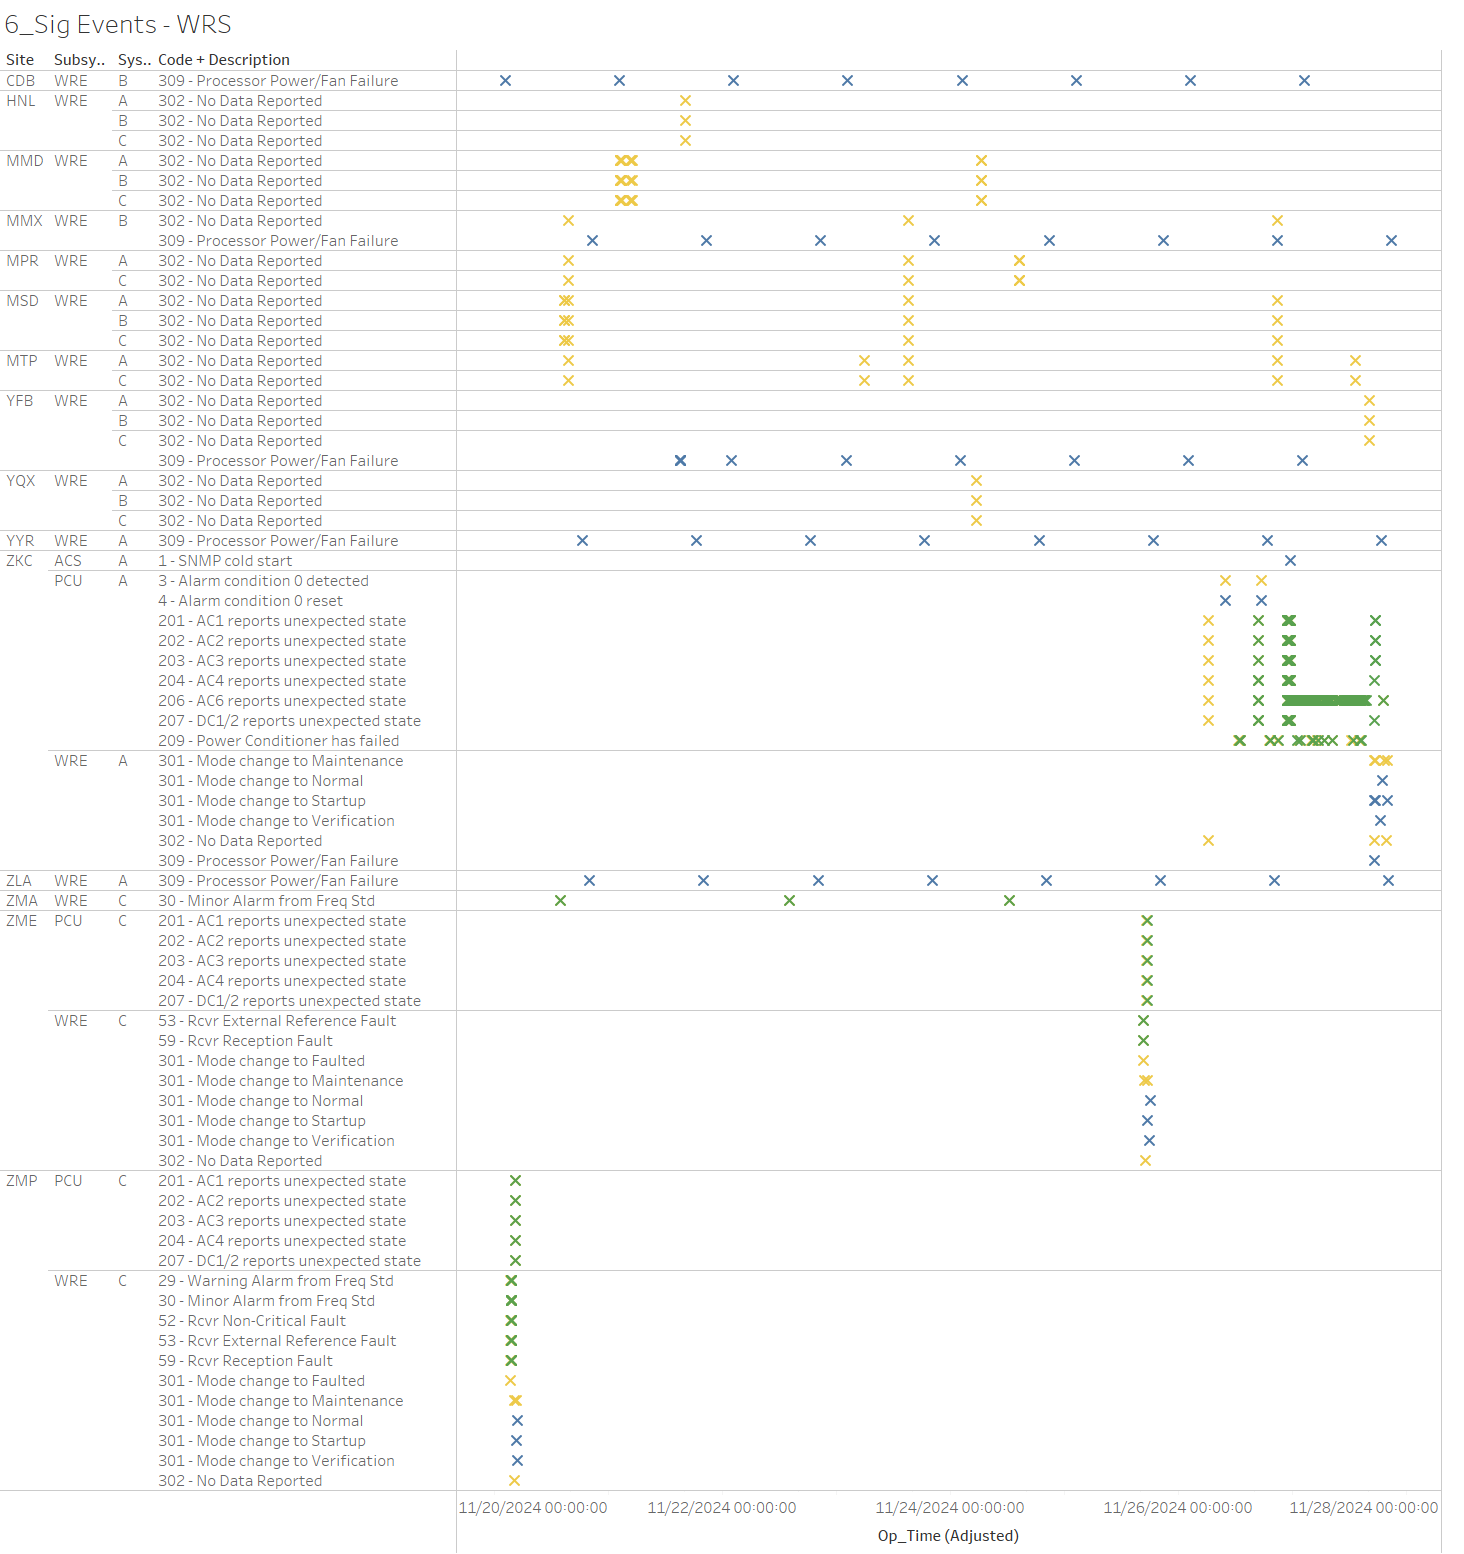 6_Sig Events - WRS
Site Subsy.. Sys.. Code + Description
CDB WRE B 309 - Processor Power/Fan Failure
HNL WRE A 302 - No Data Reported
B 302 - No Data Reported
C 302 - No Data Reported
MMD WRE A 302 - No Data Reported
B 302 - No Data Reported
C 302 - No Data Reported
MMX WRE B 302 - No Data Reported
309 - Processor Power/Fan Failure
MPR WRE A 302 - No Data Reported
C 302 - No Data Reported
MSD WRE A 302 - No Data Reported
B 302 - No Data Reported
C 302 - No Data Reported
MTP WRE A 302 - No Data Reported
C 302 - No Data Reported
YFB WRE A 302 - No Data Reported
B 302 - No Data Reported
C 302 - No Data Reported
309 - Processor Power/Fan Failure
YQX WRE A 302 - No Data Reported
B 302 - No Data Reported
C 302 - No Data Reported
YYR WRE A 309 - Processor Power/Fan Failure
ZKC ACS A 1 - SNMP cold start
PCU A 3 - Alarm condition 0 detected
4 - Alarm condition 0 reset
201 - AC1 reports unexpected state
202 - AC2 reports unexpected state
203 - AC3 reports unexpected state
204 - AC4 reports unexpected state
206 - AC6 reports unexpected state
207 - DC1/2 reports unexpected state
209 - Power Conditioner has failed
WRE A 301 - Mode change to Maintenance
301 - Mode change to Normal
301 - Mode change to Startup
301 - Mode change to Verification
302 - No Data Reported
309 - Processor Power/Fan Failure
ZLA WRE A 309 - Processor Power/Fan Failure
ZMA WRE C 30 - Minor Alarm from Freq Std
ZME PCU C 201 - AC1 reports unexpected state
202 - AC2 reports unexpected state
203 - AC3 reports unexpected state
204 - AC4 reports unexpected state
207 - DC1/2 reports unexpected state
WRE C 53 - Rcvr External Reference Fault
59 - Rcvr Reception Fault
301 - Mode change to Faulted
301 - Mode change to Maintenance
301 - Mode change to Normal
301 - Mode change to Startup
301 - Mode change to Verification
302 - No Data Reported
ZMP PCU C 201 - AC1 reports unexpected state
202 - AC2 reports unexpected state
203 - AC3 reports unexpected state
204 - AC4 reports unexpected state
207 - DC1/2 reports unexpected state
WRE C 29 - Warning Alarm from Freq Std
30 - Minor Alarm from Freq Std
52 - Rcvr Non-Critical Fault
53 - Rcvr External Reference Fault
59 - Rcvr Reception Fault
301 - Mode change to Faulted
301 - Mode change to Maintenance
301 - Mode change to Normal
301 - Mode change to Startup
301 - Mode change to Verification
302 - No Data Reported
11/20/2024 00:00:00 11/22/2024 00:00:00 11/24/2024 00:00:00 11/26/2024 00:00:00 11/28/2024 00:00:00
Op_Time (Adjusted)